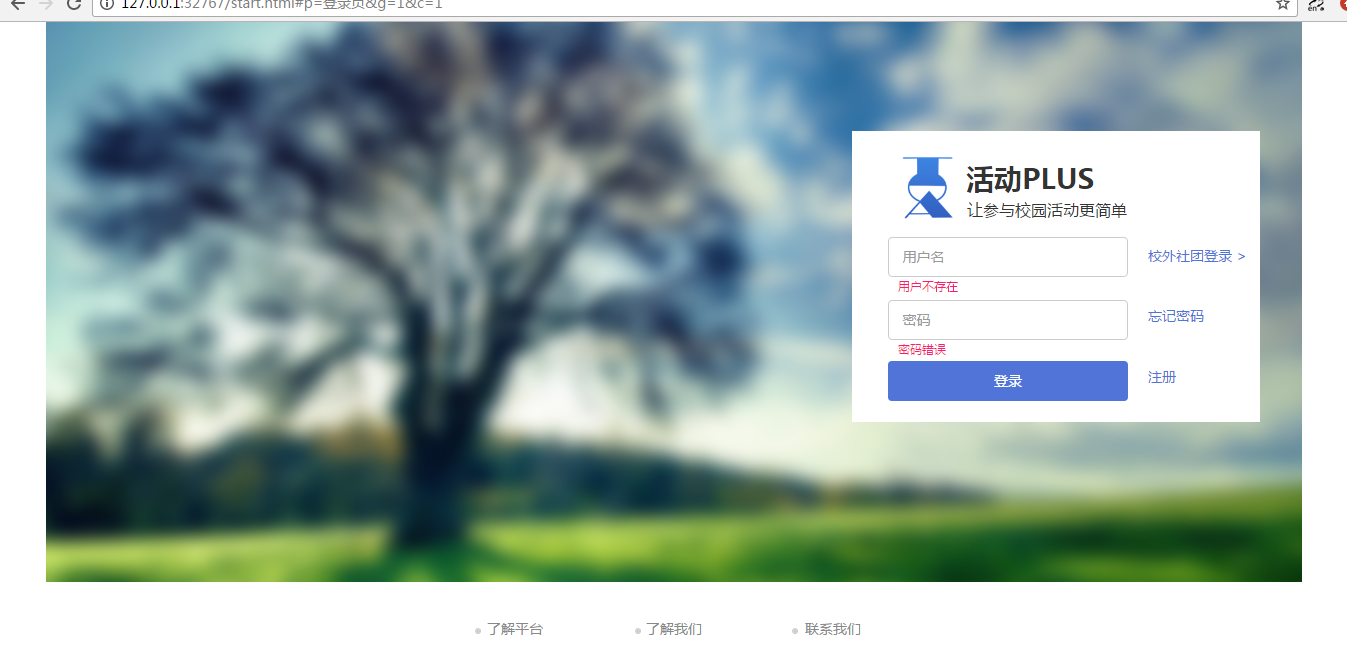 127.0.0.1:32767/start.html#p=登录页&g=1&c=1
活动PLUS
让参与校园活动更简单
用户名
校外社团登录 >
用户不存在
密码
忘记密码
密码错误
登录
注册
了解平台
了解我们
联系我们